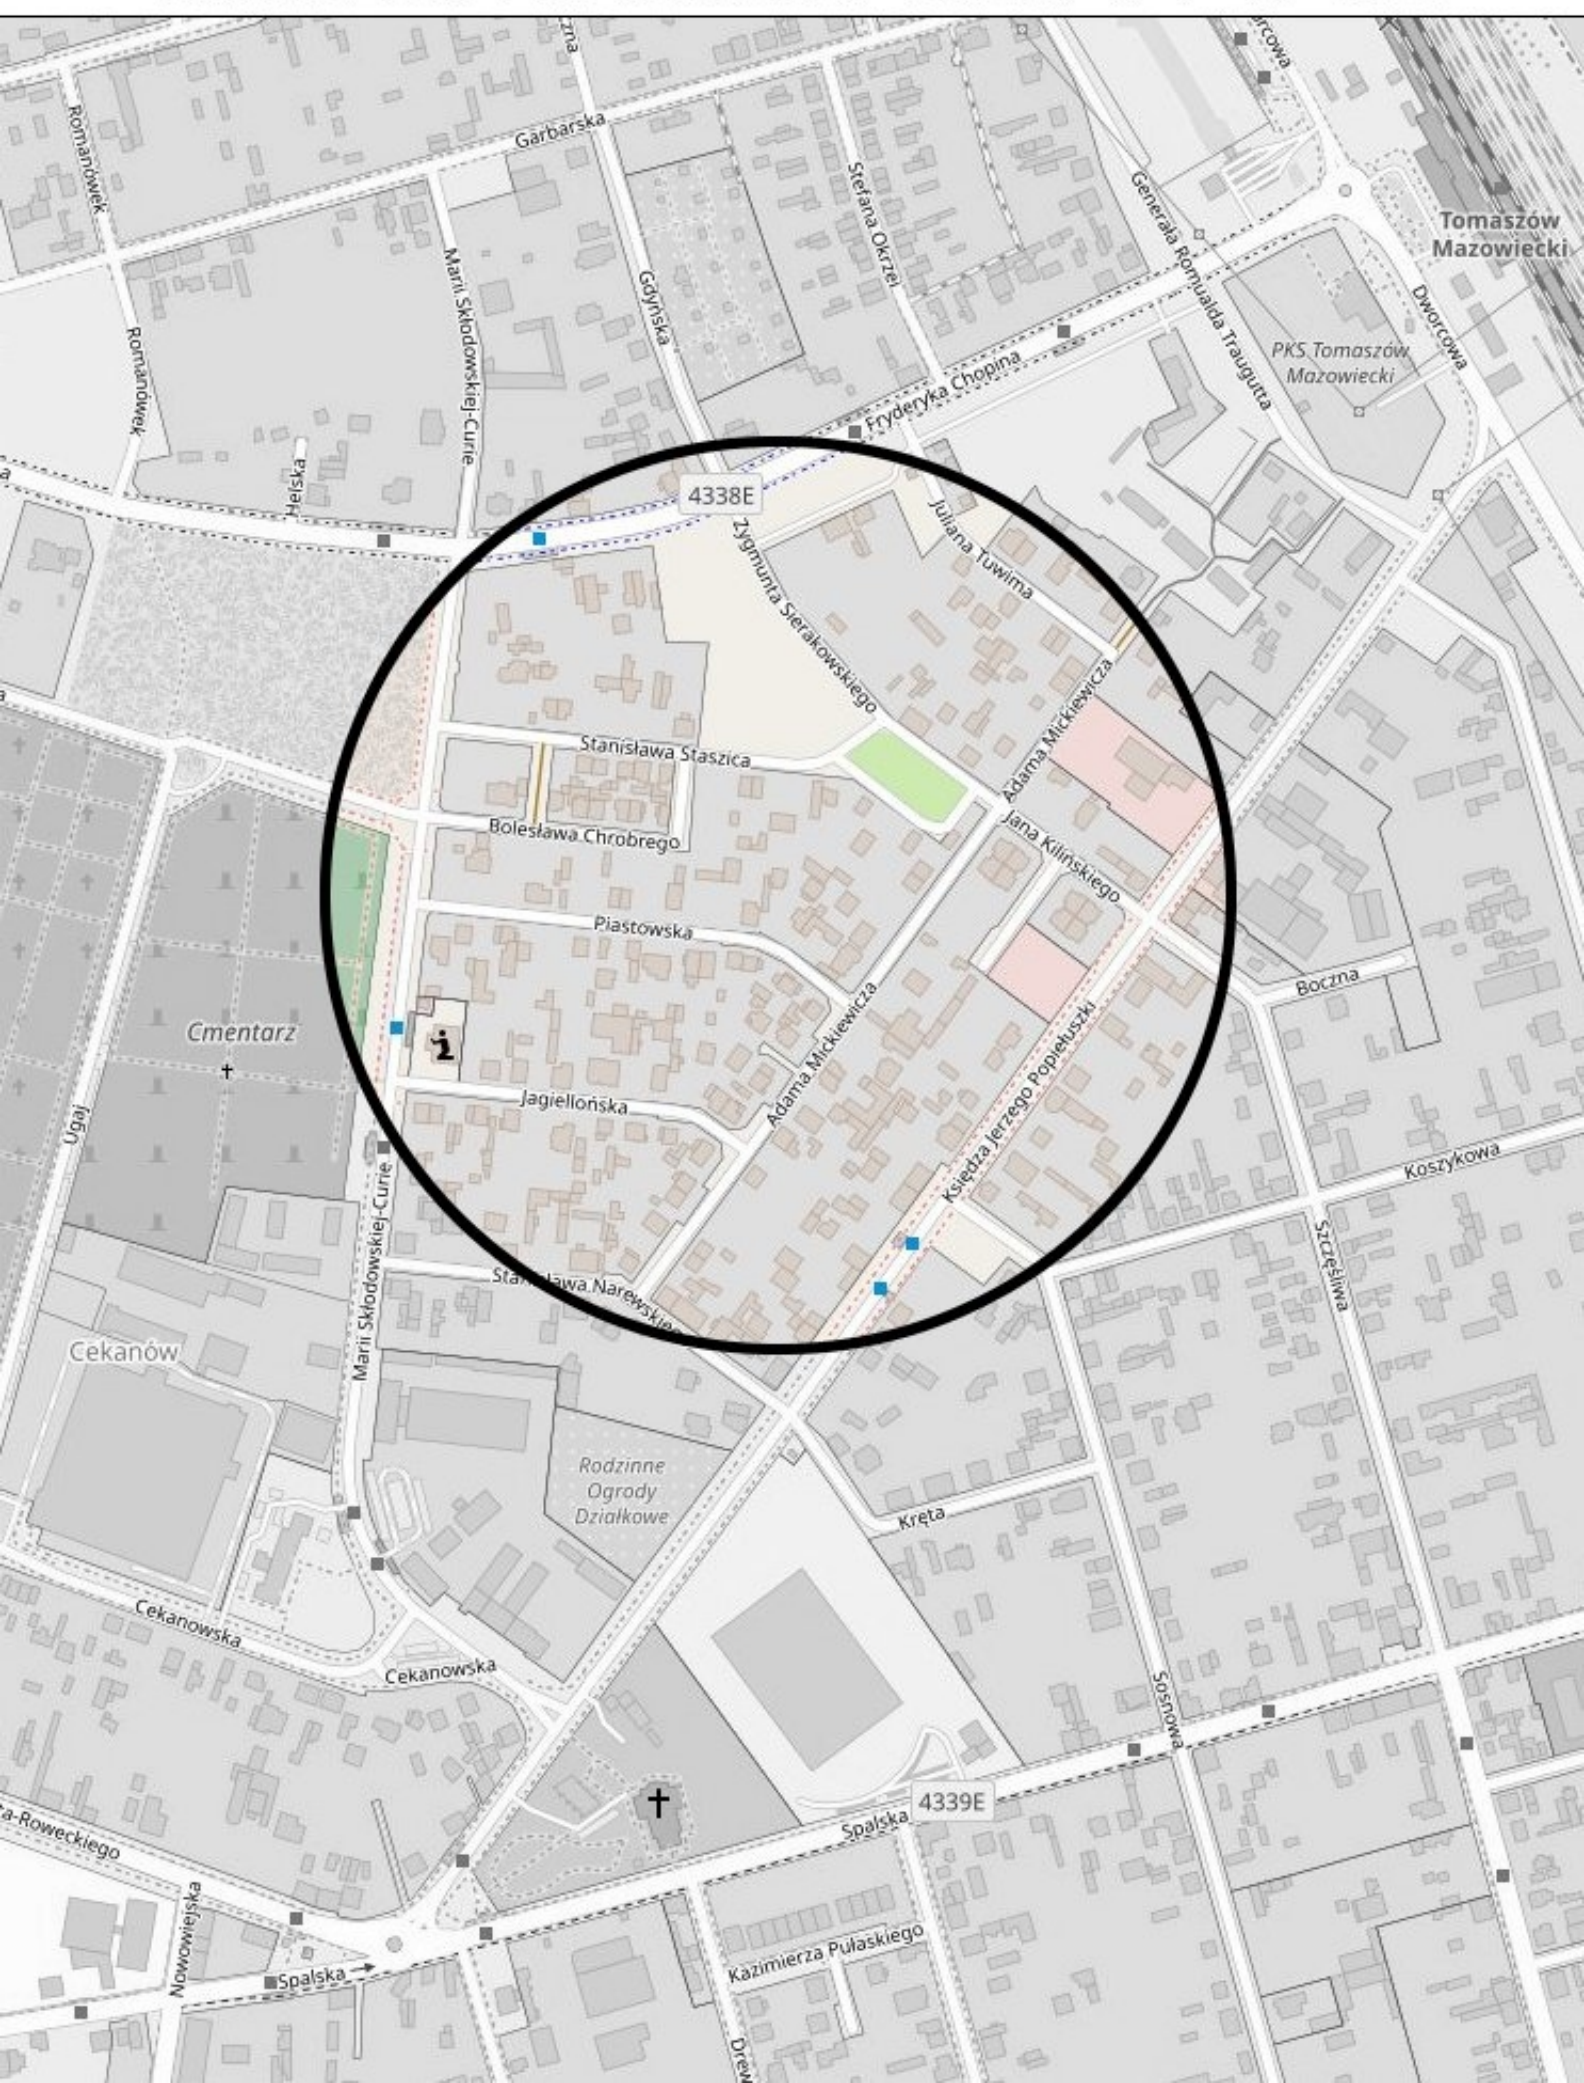 Garbarska
Romanówek
Stefana Okrzei
Generała Romualda Traugutta
Tomaszów
Mazowiecki
Marii Skłodowskiej-Curie
Gdyńska
Dworcowa
Romanówek
PKS Tomaszów
Mazowiecki
Fryderyka Chopina
Helska
4338E
Juliana Tuwima
Zygmunta Sierakowskiego
Adama Mickiewicza
Stanisława Staszica
Bolesława Chrobrego
Jana Kilińskiego
Piastowska
Boczna
Cmentarz
Adama Mickiewicza
Księdza Jerzego Popiełuszki
Jagiellońska
Ugaj
Koszykowa
Marii Skłodowskiej-Curie
Szczęśliwa
Cekanów
Rodzinne
Ogrody
Działkowe
Kręta
Cekanowska
Cekanowska
Sosnowa
4339E
Spalska
ta-Roweckiego
Nowowiejska
Kazimierza Pułaskiego
Spalska
Drew